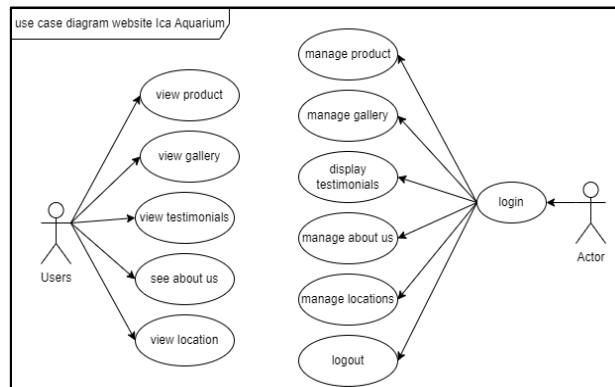 use case diagram website Ica Aquarium
view product
view gallery
view testimonials
see about us
view location
Users
manage product
manage gallery
display
testimonials
manage about us
manage locations
logout
login
Actor